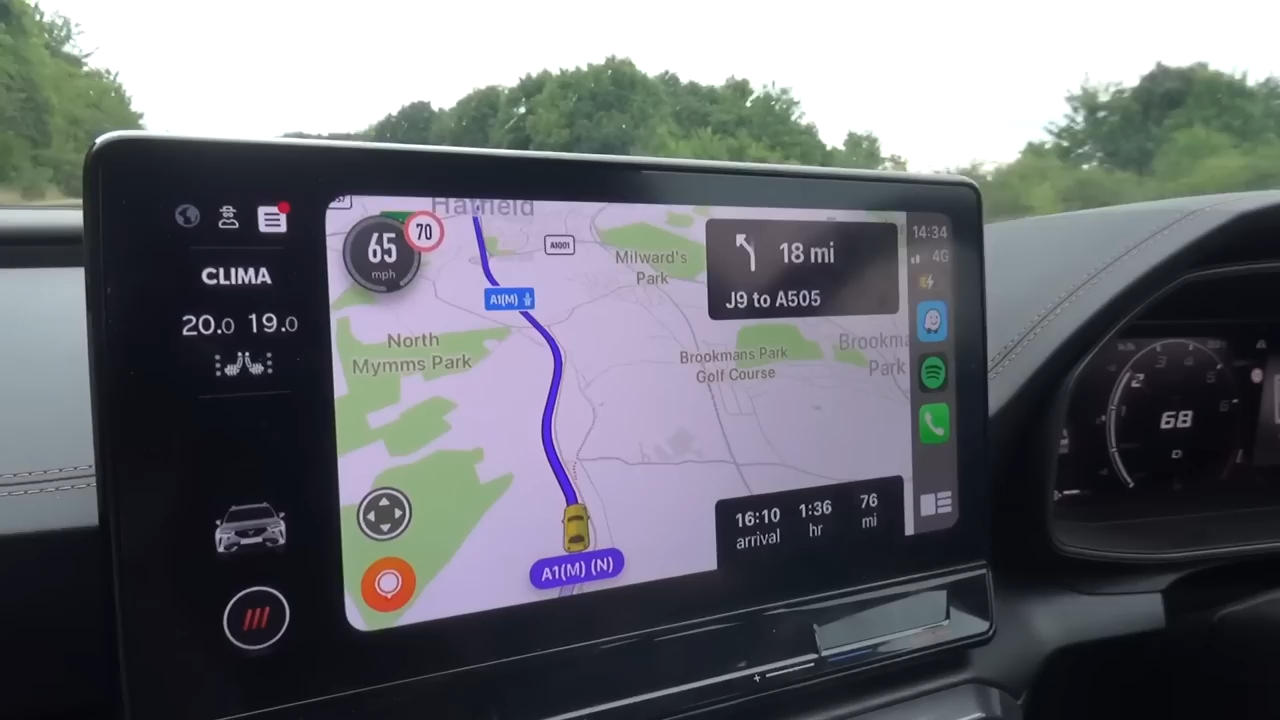 CLIMA
20.0 19.0
Hatfield
65
mph
70
A1001
Milward's
Park
18 mi
J9 to A505
14:34
4G
A1(M)
North
Mymms Park
Brookmans Park
Golf Course
Brookma
Park
16:10
arrival
1:36
hr
76
mi
A1(M) (N)
68
D